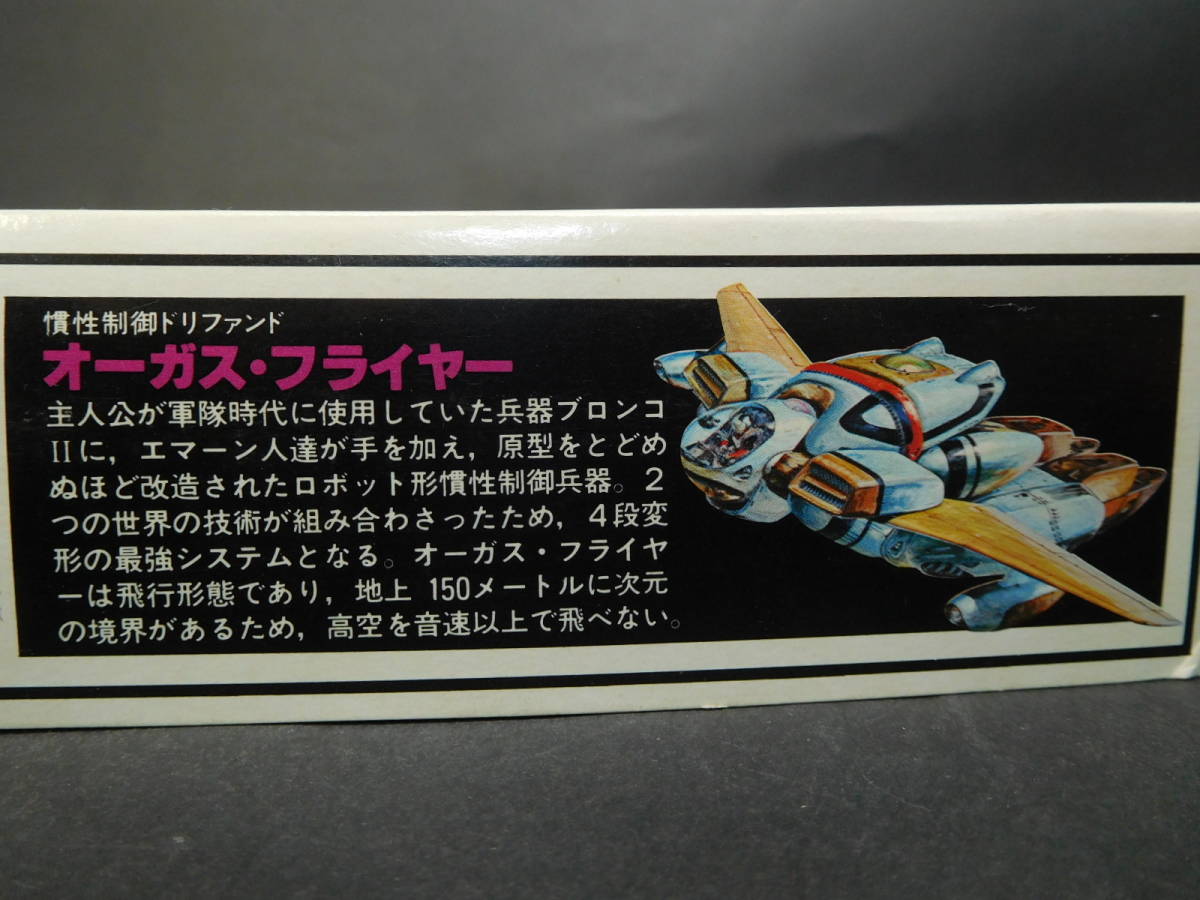 慣性制御ドリファンド
オーガス・フライヤー
主人公が軍隊時代に使用していた兵器ブロンコ
IIに，エマーン人達が手を加え，原型をとどめ
ぬほど改造されたロボット形慣性制御兵器。2
つの世界の技術が組み合わさったため，4段変
形の最強システムとなる。オーガス・フライヤ
ーは飛行形態であり，地上 150メートルに次元
の境界があるため，高空を音速以上で飛べない。